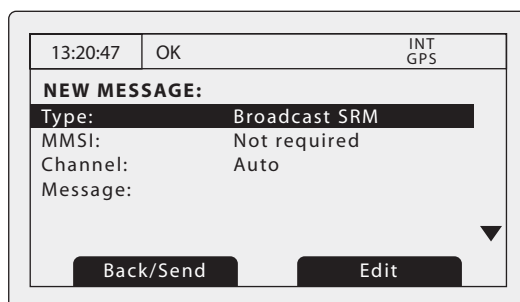 13:20:47 OK INT
GPS
NEW MESSAGE:
Type: Broadcast SRM
MMSI: Not required
Channel: Auto
Message:
Back/Send Edit